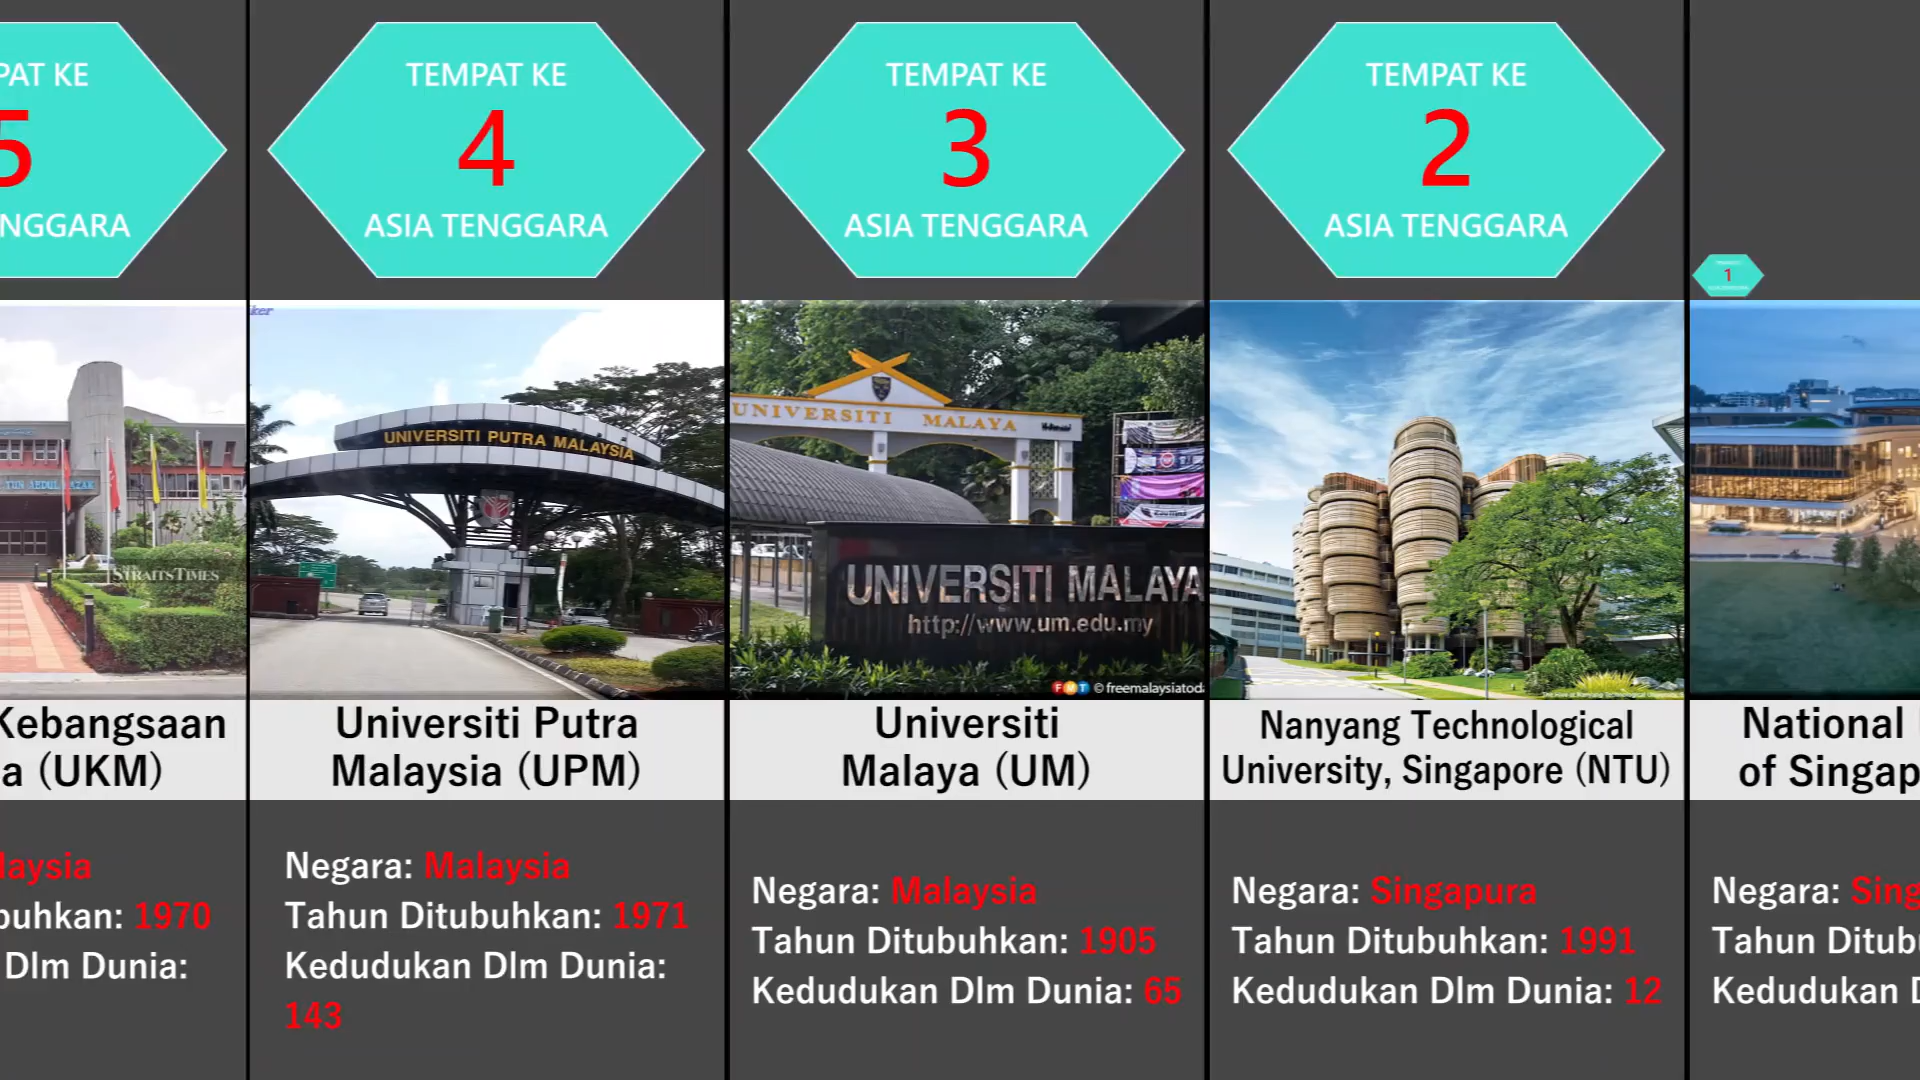 PAT KE
5
NGGARA
STRAITS TIMES
Kebangsaan
a (UKM)
laysia
buhkan: 1970
Dlm Dunia:
TEMPAT KE
4
ASIA TENGGARA
ker
UNIVERSITI PUTRA MALAYSIA
Universiti Putra
Malaysia (UPM)
Negara: Malaysia
Tahun Ditubuhkan: 1971
Kedudukan Dlm Dunia:
143
TEMPAT KE
3
ASIA TENGGARA
UNIVERSITI MALAYA
UNIVERSITI MALAYA
http://www.um.edu.my
FMT © freemalaysiatod
Universiti
Malaya (UM)
Negara: Malaysia
Tahun Ditubuhkan: 1905
Kedudukan Dlm Dunia: 65
TEMPAT KE
2
ASIA TENGGARA
Nanyang Technological
University, Singapore (NTU)
Negara: Singapura
Tahun Ditubuhkan: 1991
Kedudukan Dlm Dunia: 12
1
National
of Singap
Negara: Sing
Tahun Ditub
Kedudukan D